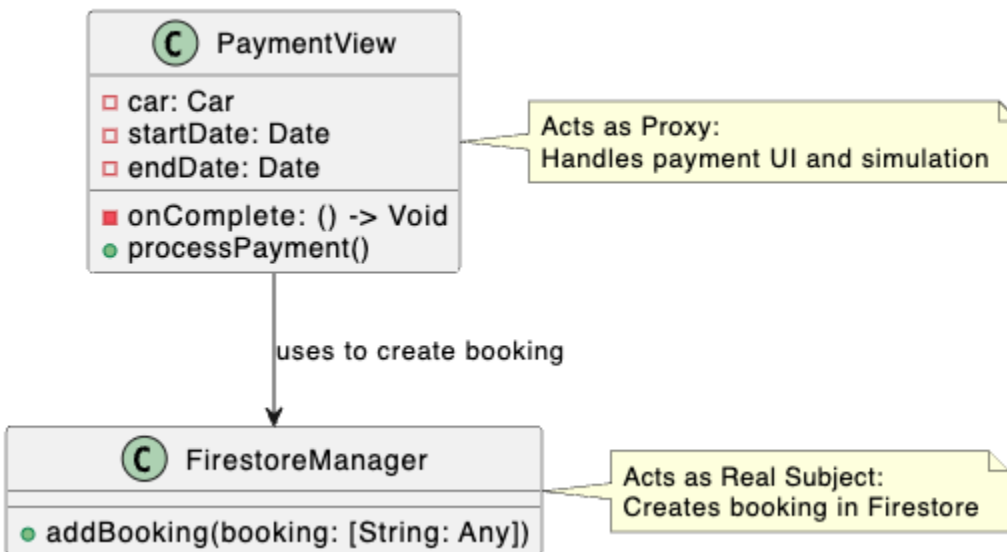 C PaymentView
car: Car
startDate: Date
endDate: Date
onComplete: () -> Void
processPayment()
Acts as Proxy:
Handles payment UI and simulation
uses to create booking
C FirestoreManager
addBooking(booking: [String: Any])
Acts as Real Subject:
Creates booking in Firestore